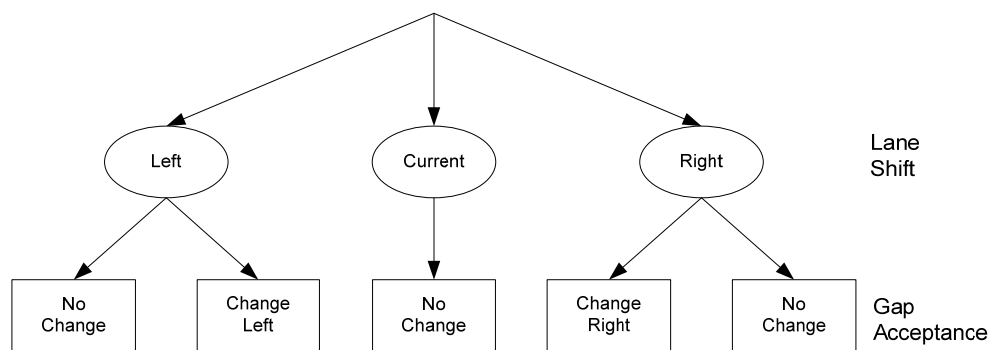 Left
Current
Right
Lane
Shift
No
Change
Change
Left
No
Change
Change
Right
No
Change
Gap
Acceptance